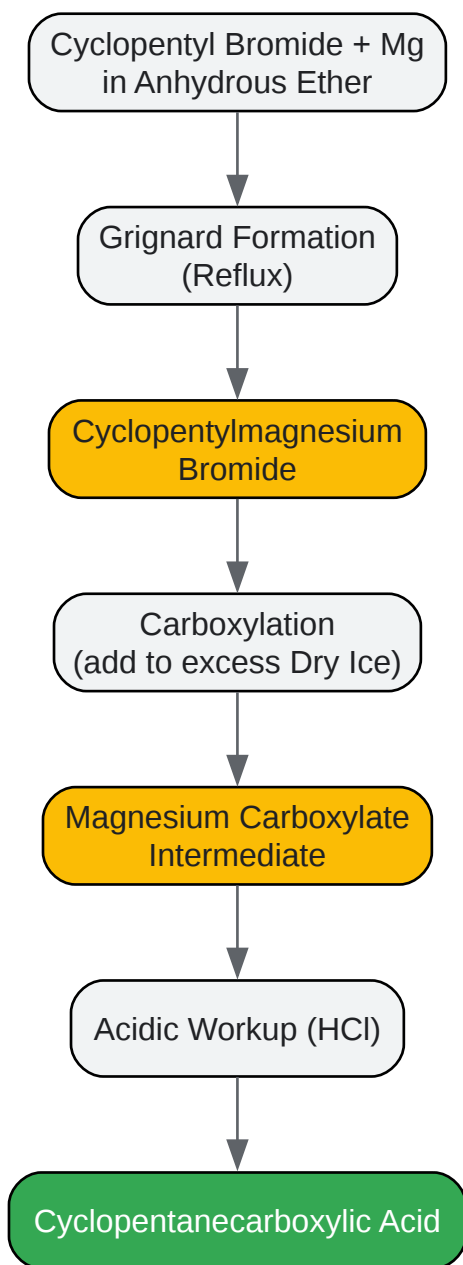 Cyclopentyl Bromide + Mg
in Anhydrous Ether
Grignard Formation
(Reflux)
Cyclopentylmagnesium
Bromide
Carboxylation
(add to excess Dry Ice)
Magnesium Carboxylate
Intermediate
Acidic Workup (HCl)
Cyclopentanecarboxylic Acid